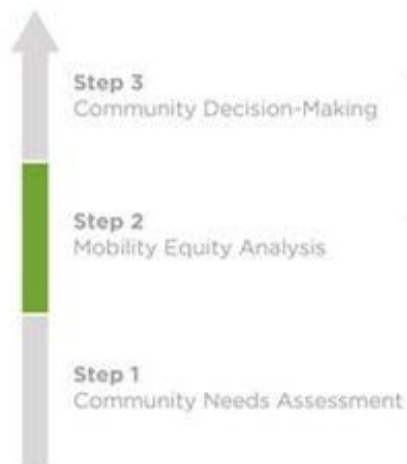 Step 3
Community Decision-Making
Step 2
Mobility Equity Analysis
Step 1
Community Needs Assessment